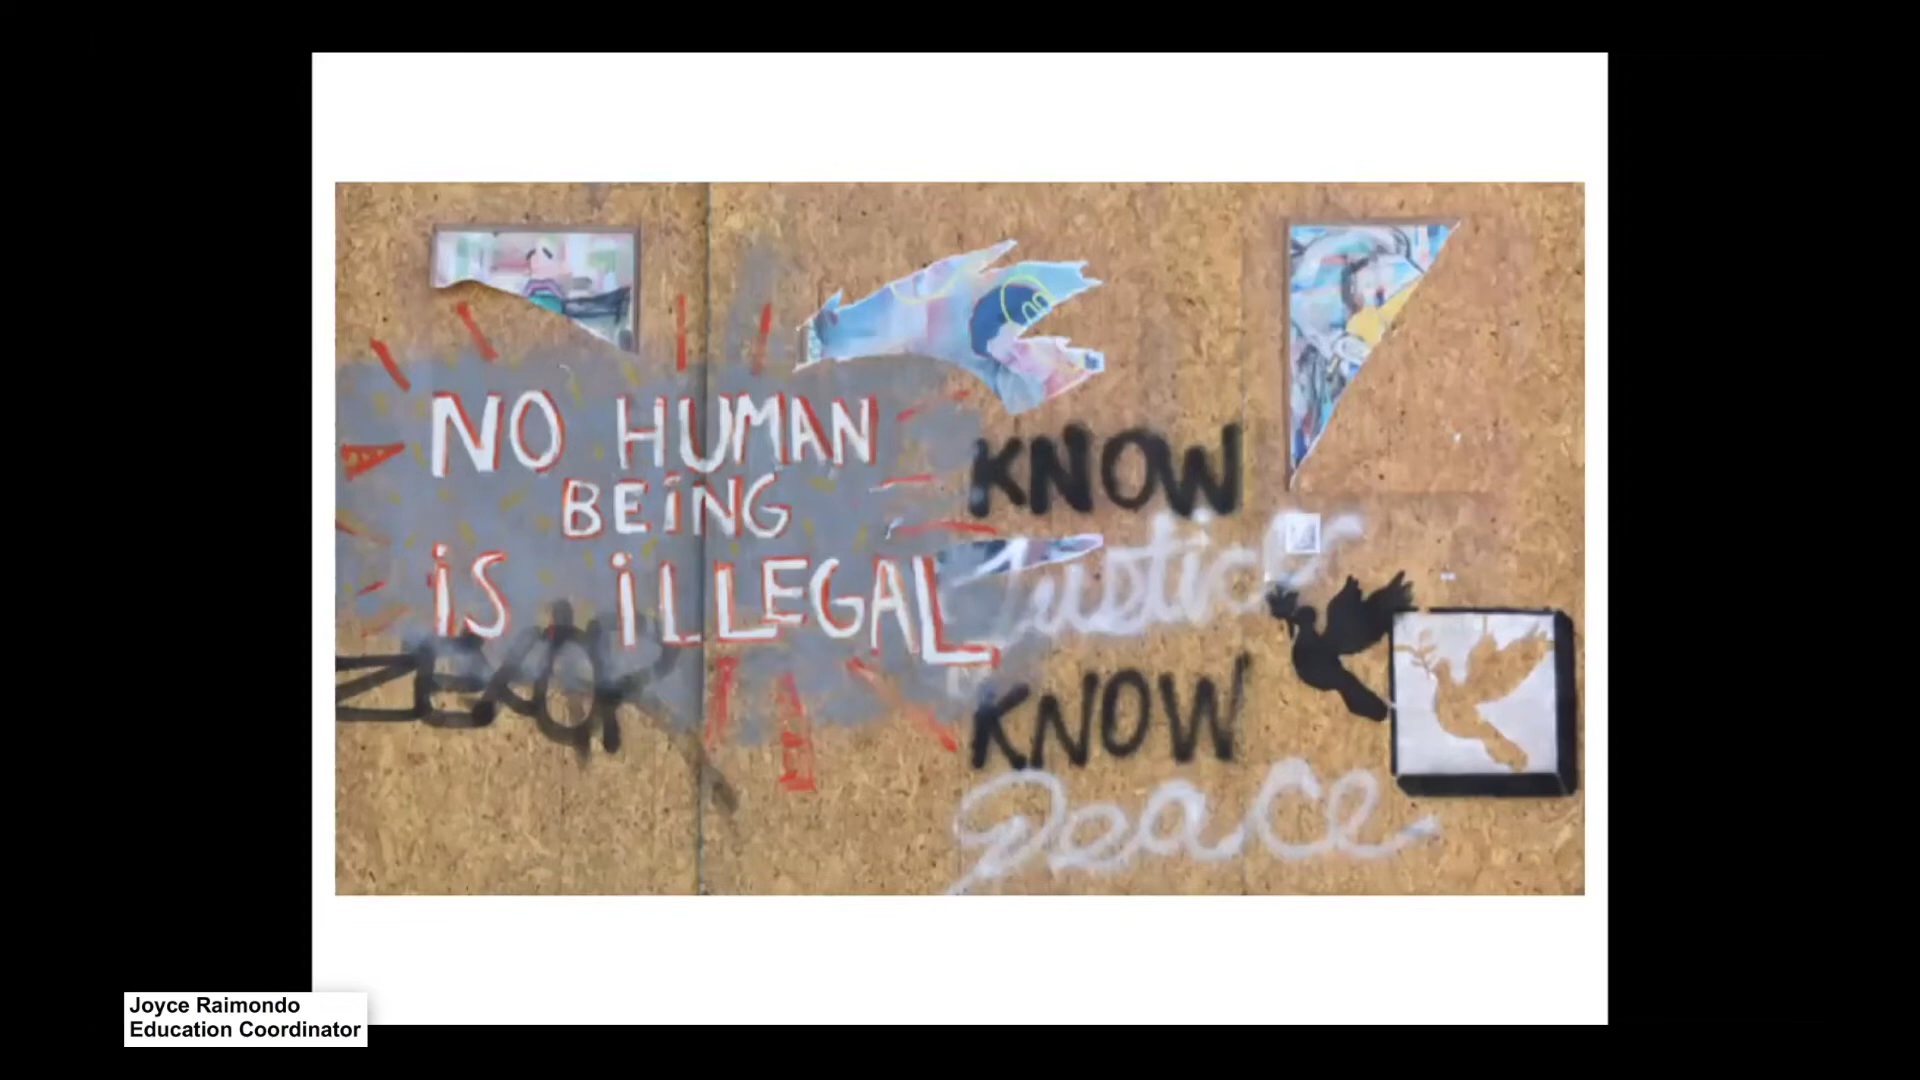 NO HUMAN
BEiNG
iS iLLEGAL
KNOW
Justice
KNOW
Peace
Joyce Raimondo
Education Coordinator